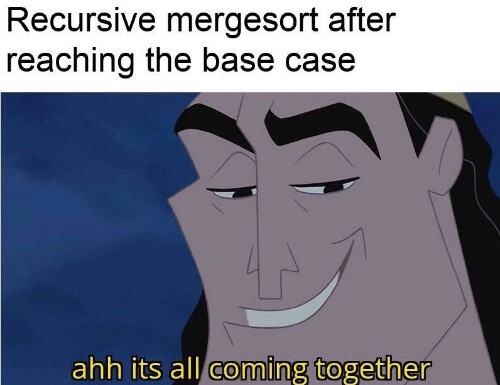 Recursive mergesort after
reaching the base case
ahh its all coming together